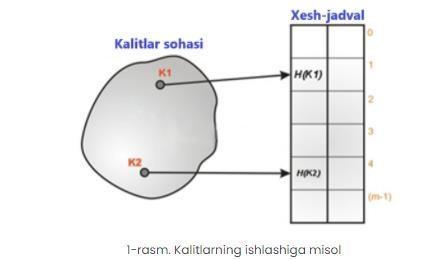 Xesh-jadval
Kalitlar sohasi
0
K1
H(K1)
1
2
3
K2
H(K2)
4
(m-1)
1-rasm. Kalitlarning ishlashiga misol